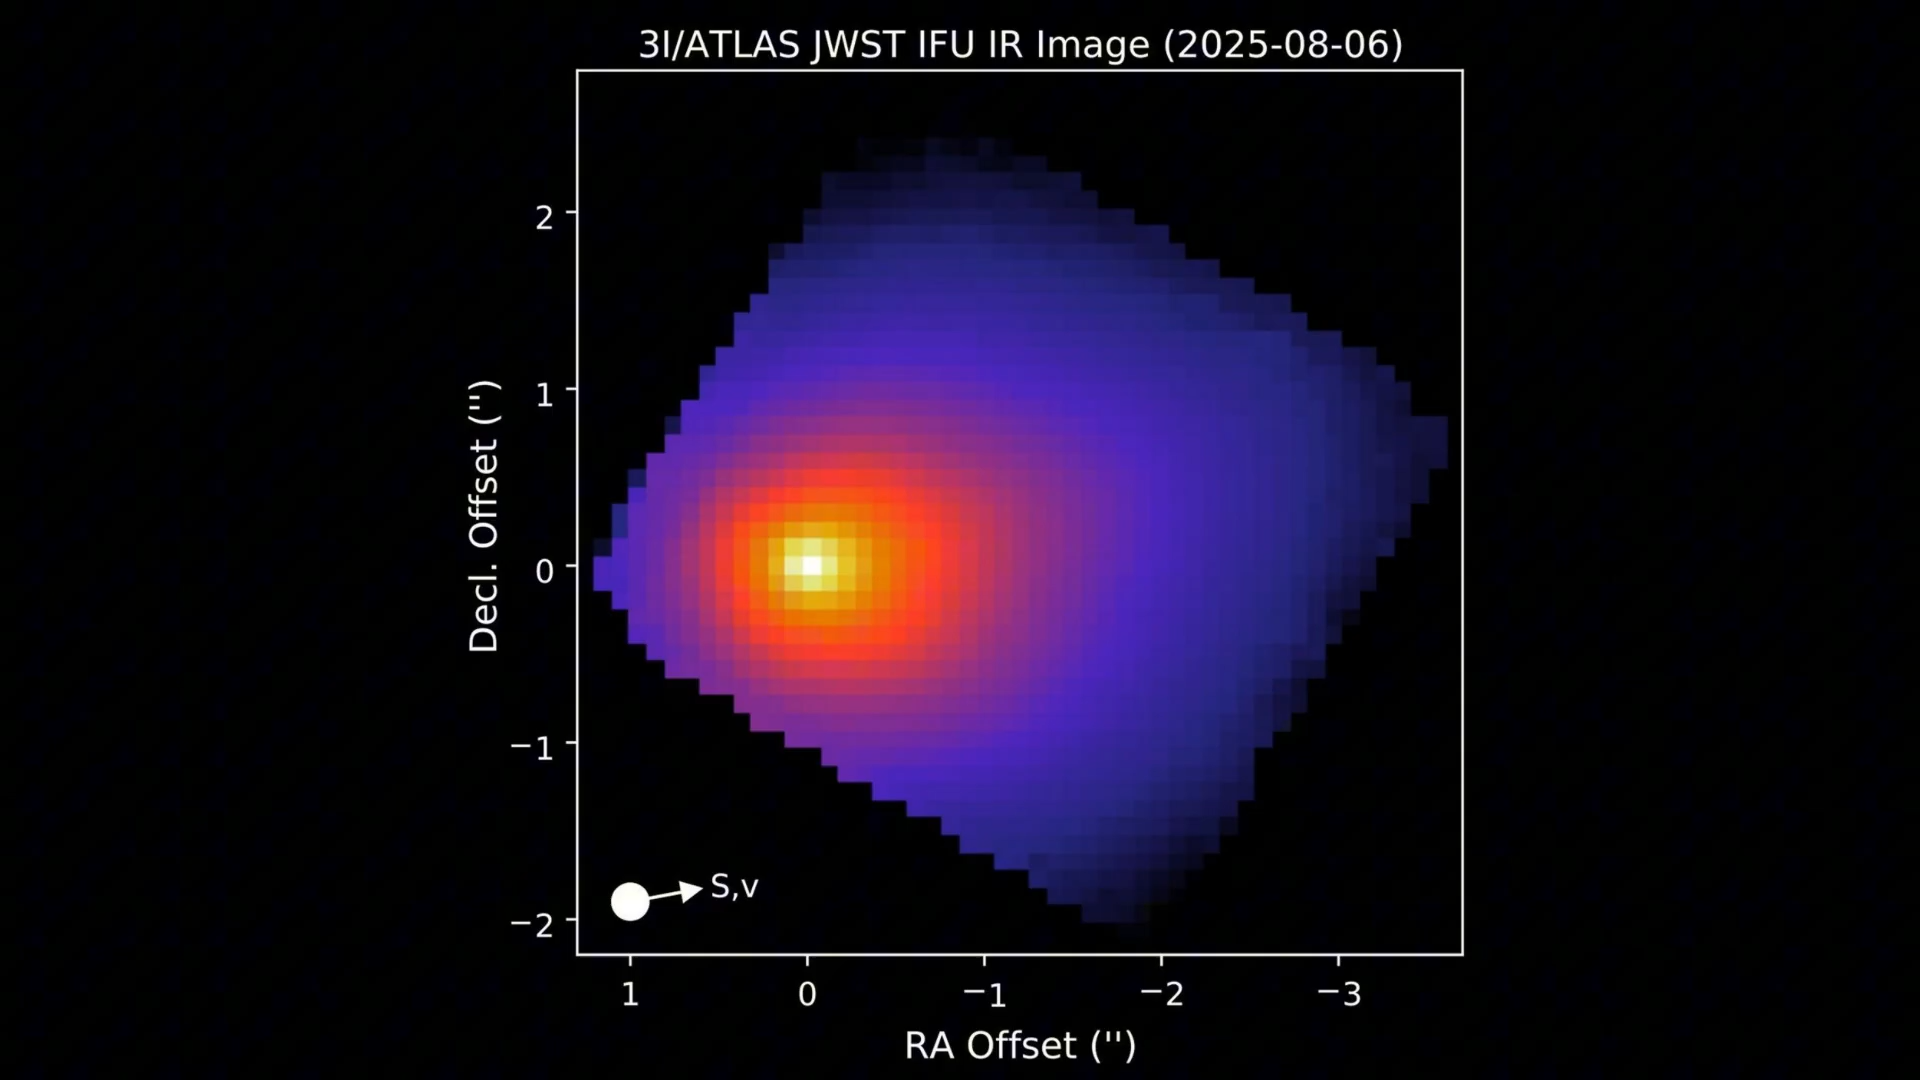 3I/ATLAS JWST IFU IR Image (2025-08-06)
2
1
0
−1
−2
Decl. Offset ('')
S,v
1 0 −1 −2 −3
RA Offset ('')